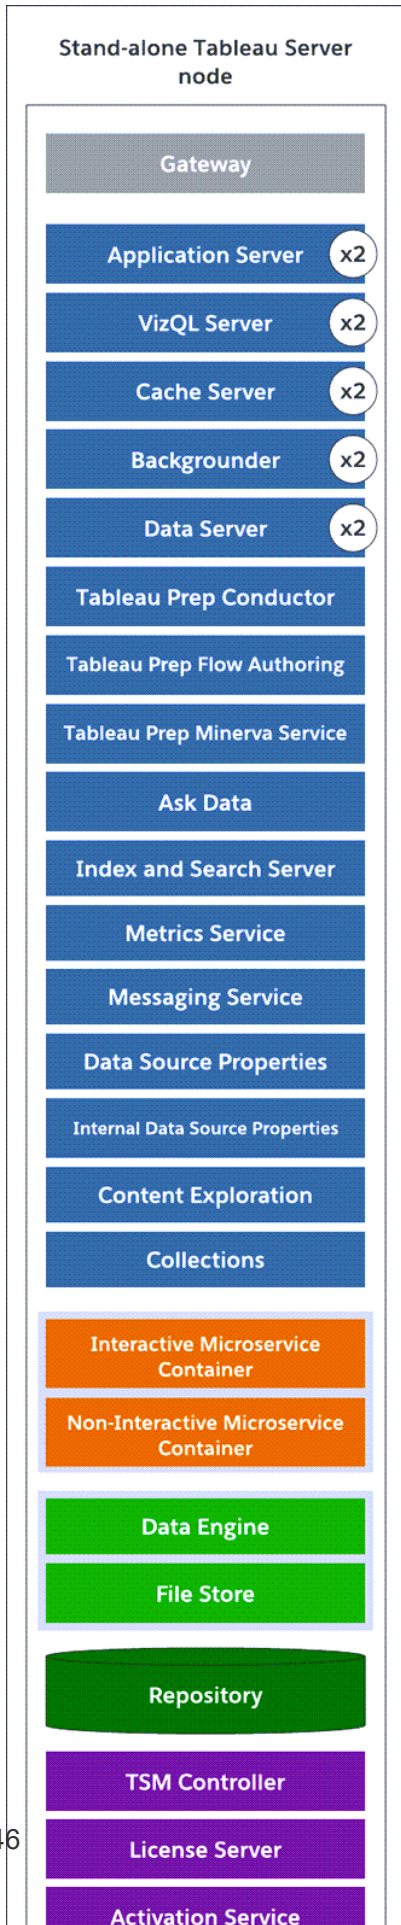 Stand-alone Tableau Server
node
Gateway
Application Server x2
VizQL Server x2
Cache Server x2
Backgrounder x2
Data Server x2
Tableau Prep Conductor
Tableau Prep Flow Authoring
Tableau Prep Minerva Service
Ask Data
Index and Search Server
Metrics Service
Messaging Service
Data Source Properties
Internal Data Source Properties
Content Exploration
Collections
Interactive Microservice
Container
Non-Interactive Microservice
Container
Data Engine
File Store
Repository
TSM Controller
46
License Server
Activation Service